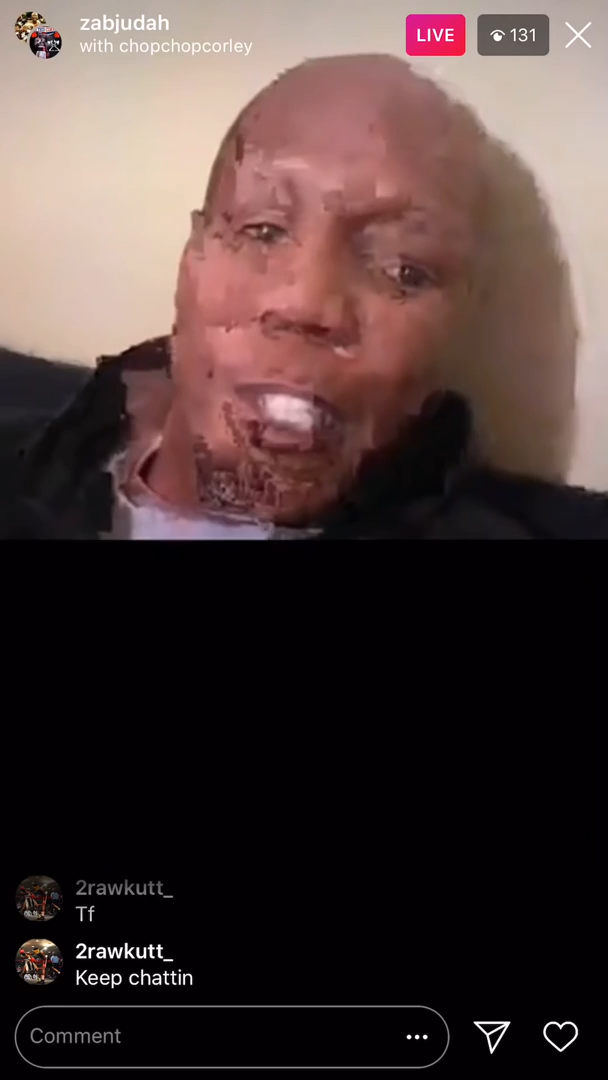 zabjudah
with chopchopcorley
LIVE
131
2rawkutt_
Tf
2rawkutt_
Keep chattin
Comment